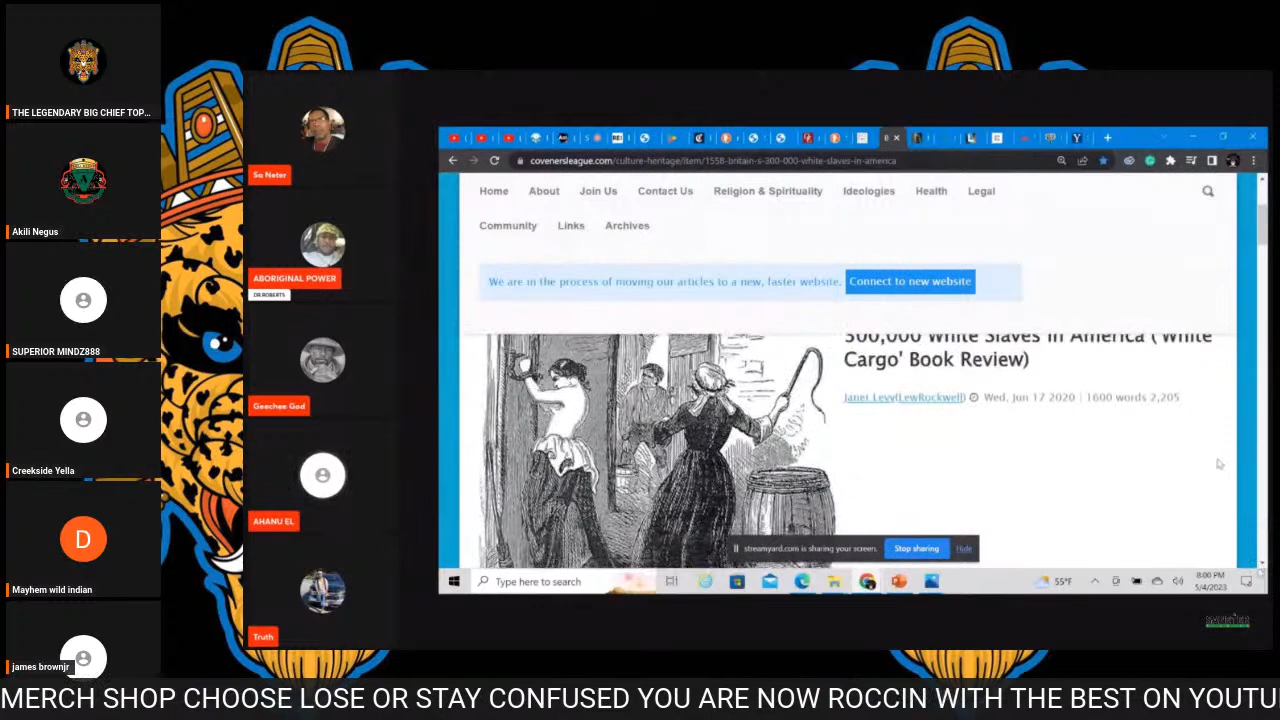 THE LEGENDARY BIG CHIEF TOP...
Akili Negus
SUPERIOR MINDZ888
Creekside Yella
D
Mayhem wild indian
james brownjr
Sa Neter
ABORIGINAL POWER
DR.ROBERTS
Geechee God
AHANU EL
Truth
covenersleague.com/culture-heritage/item/1558-britain-s-300-000-white-slaves-in-america
Home About Join Us Contact Us Religion & Spirituality Ideologies Health Legal
Community Links Archives
We are in the process of moving our articles to a new, faster website. Connect to new website
300,000 White Slaves in America ('White
Cargo' Book Review)
Janer Levy(LewRockwell) Wed, Jun 17 2020 | 1600 words 2,205
streamyard.com is sharing your screen. Stop sharing Hide
Type here to search
55°F
8:00 PM
5/4/2023
SANETER
MERCH SHOP CHOOSE LOSE OR STAY CONFUSED YOU ARE NOW ROCCIN WITH THE BEST ON YOUTU